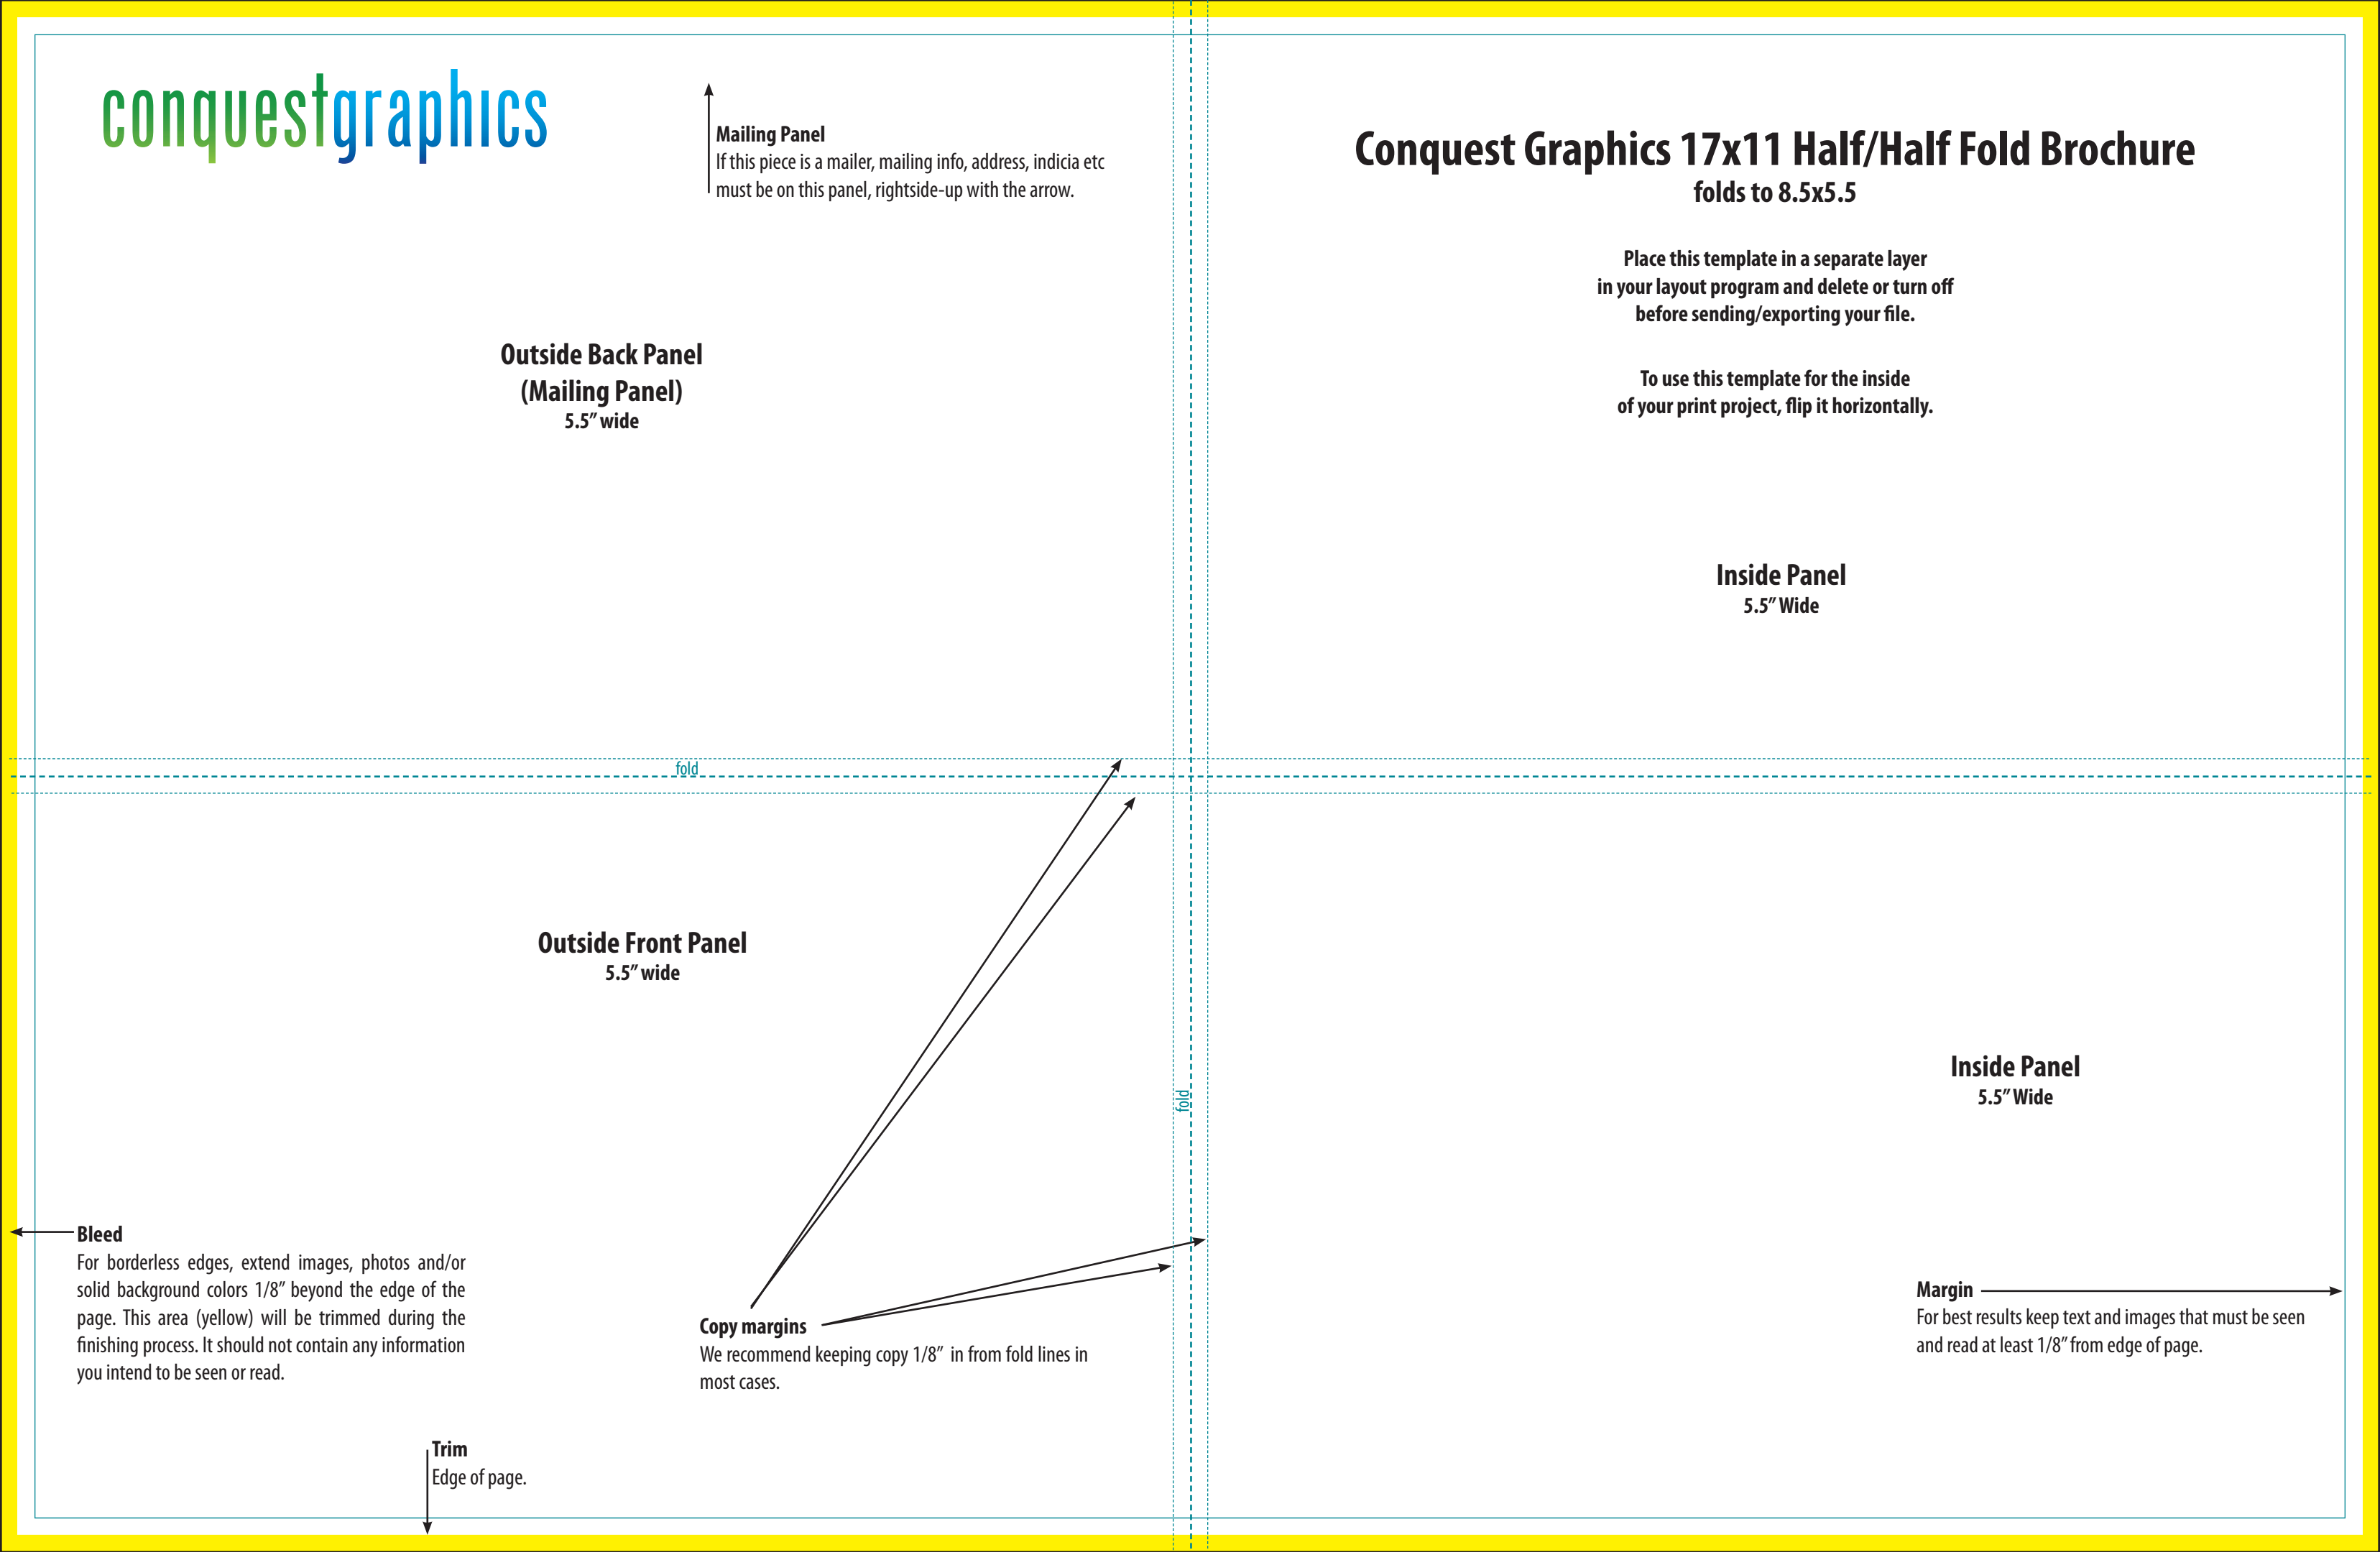 conquestgraphics
Mailing Panel
If this piece is a mailer, mailing info, address, indicia etc
must be on this panel, rightside-up with the arrow.
Conquest Graphics 17x11 Half/Half Fold Brochure
folds to 8.5x5.5
Place this template in a separate layer
in your layout program and delete or turn off
before sending/exporting your file.
To use this template for the inside
of your print project, flip it horizontally.
Outside Back Panel
(Mailing Panel)
5.5” wide
Inside Panel
5.5” Wide
fold
Outside Front Panel
5.5” wide
Inside Panel
5.5” Wide
fold
Bleed
For borderless edges, extend images, photos and/or
solid background colors 1/8” beyond the edge of the
page. This area (yellow) will be trimmed during the
finishing process. It should not contain any information
you intend to be seen or read.
Copy margins
We recommend keeping copy 1/8” in from fold lines in
most cases.
Margin
For best results keep text and images that must be seen
and read at least 1/8” from edge of page.
Trim
Edge of page.